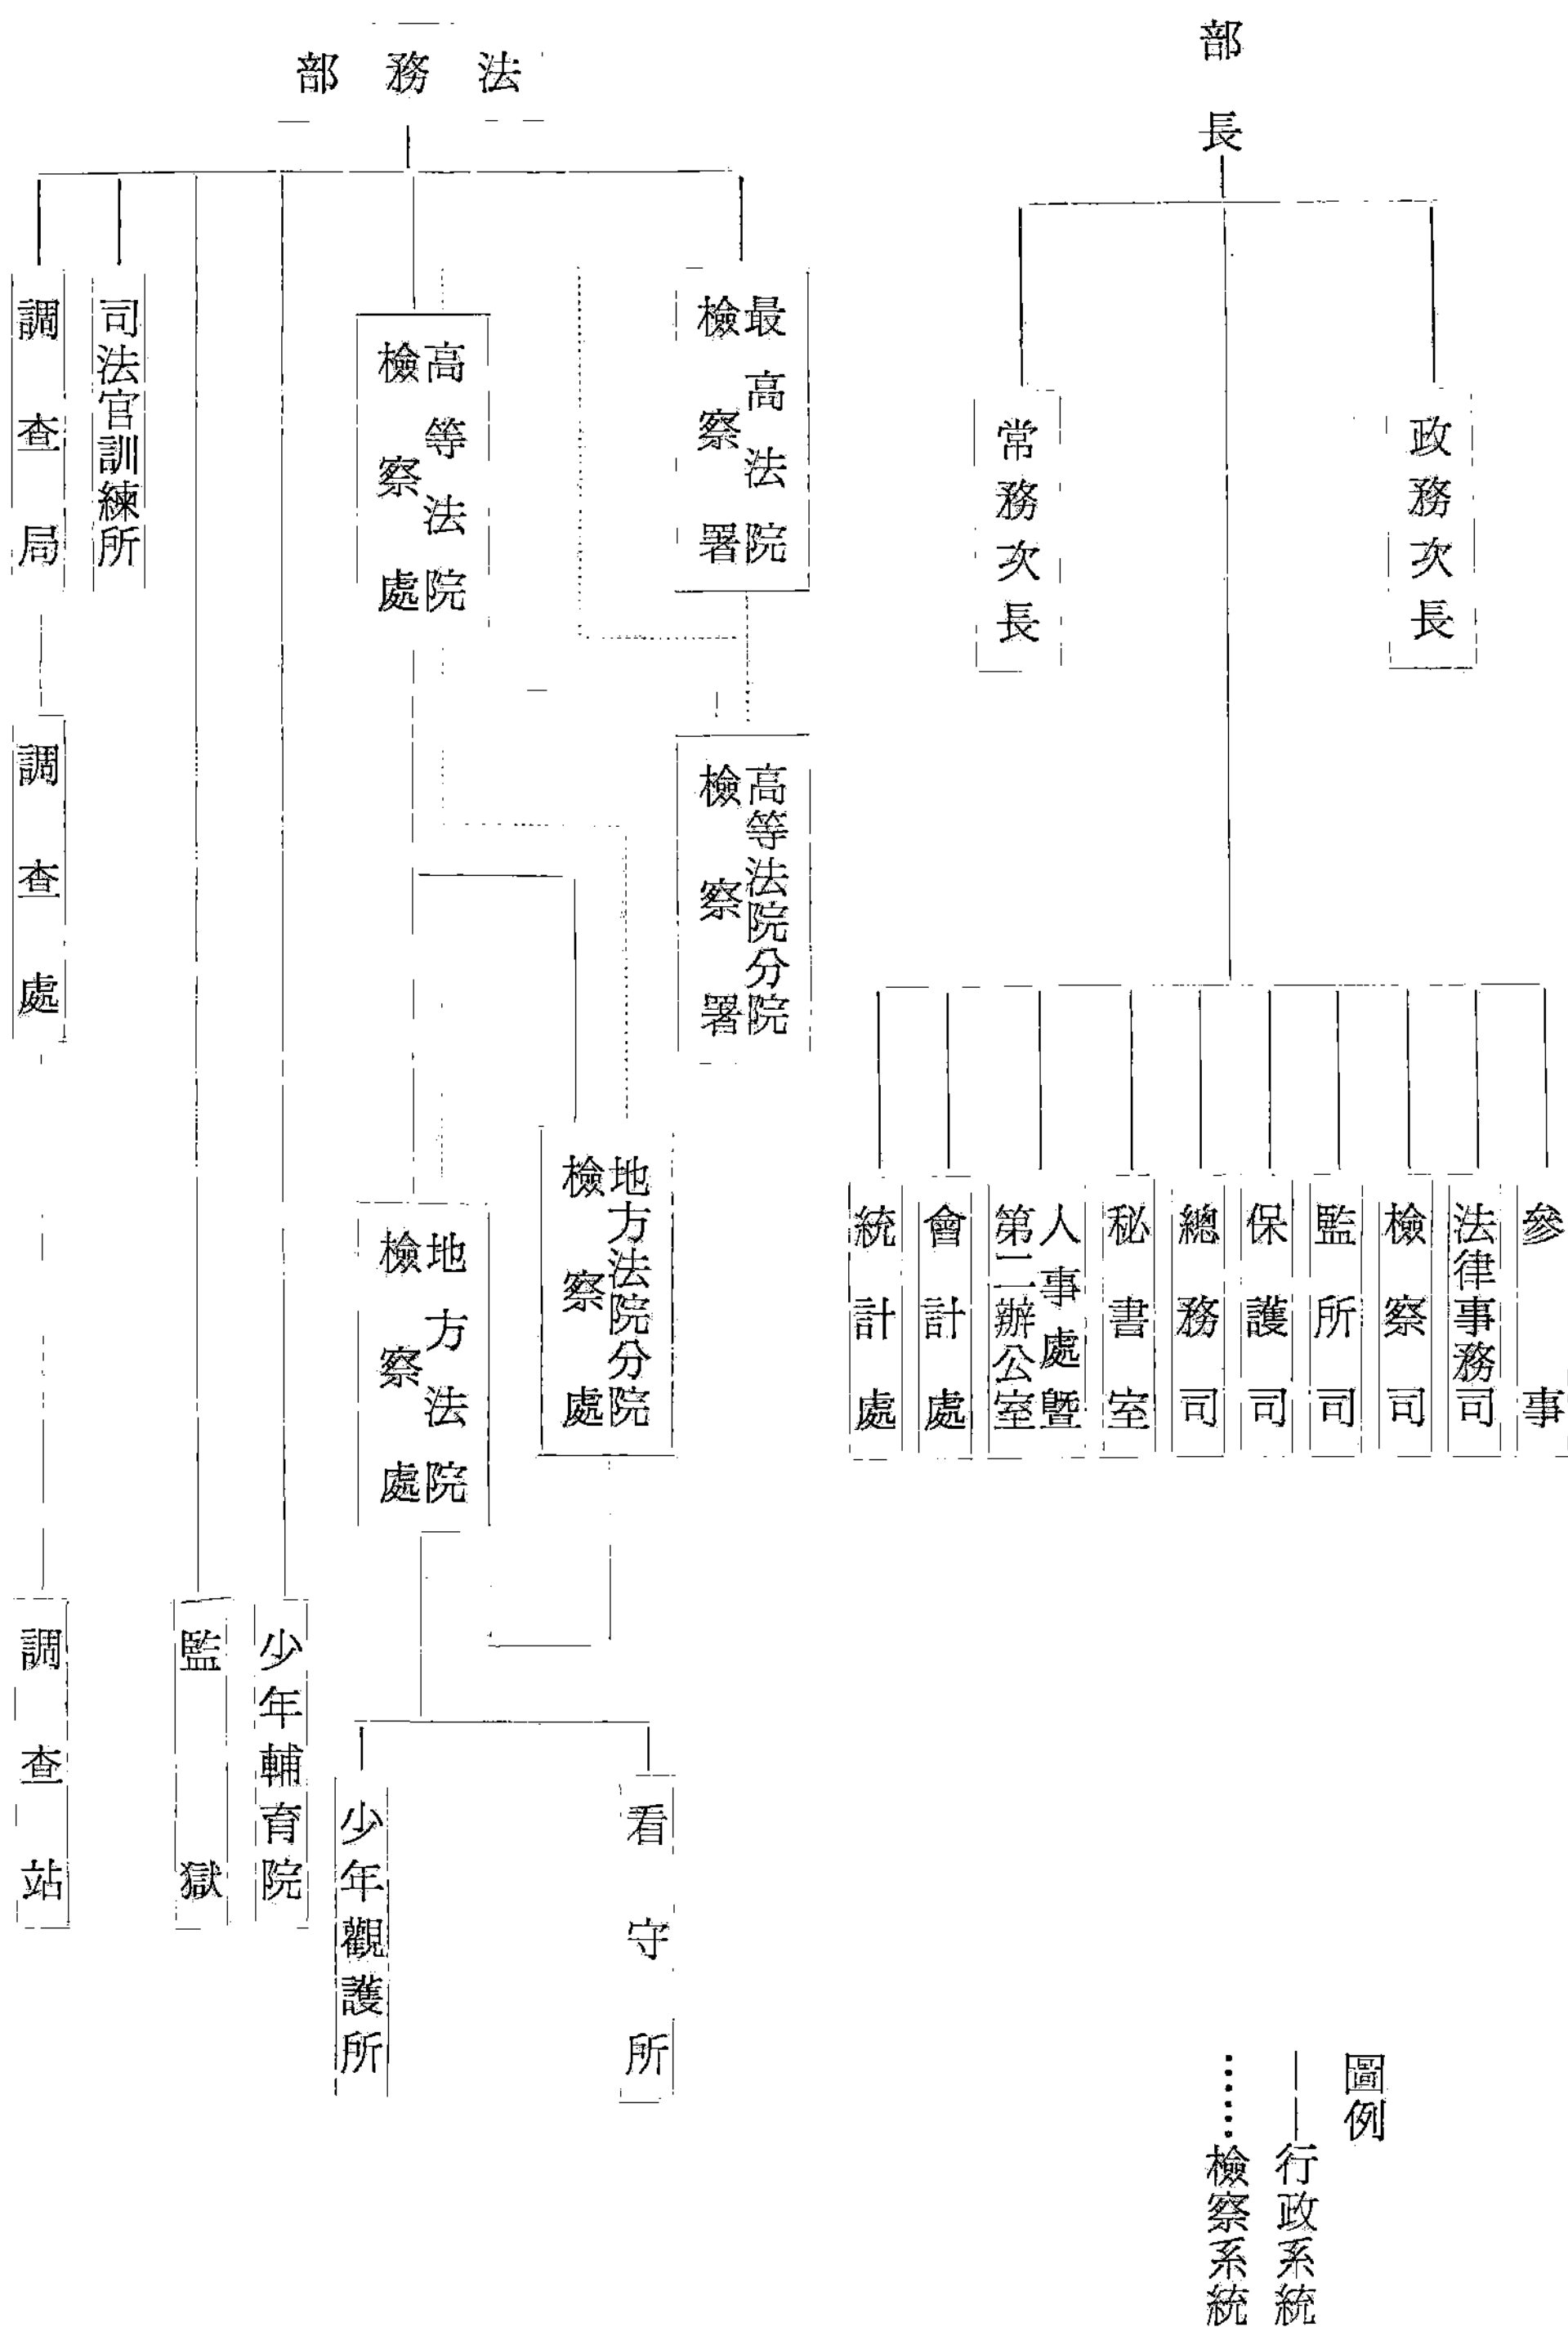 部長
政務次長
常務次長
參事
法律事務司
檢察司
監所司
保護司
總務司
秘書室
人事處暨
第二辦公室
會計處
統計處
圖例
——行政系統
……檢察系統
法務部
最高法院
檢察署
高等法院分院
檢察署
高等法院
檢察處
地方法院分院
檢察處
地方法院
檢察處
看守所
少年觀護所
少年輔育院
監獄
司法官訓練所
調查局
調查處
調查站